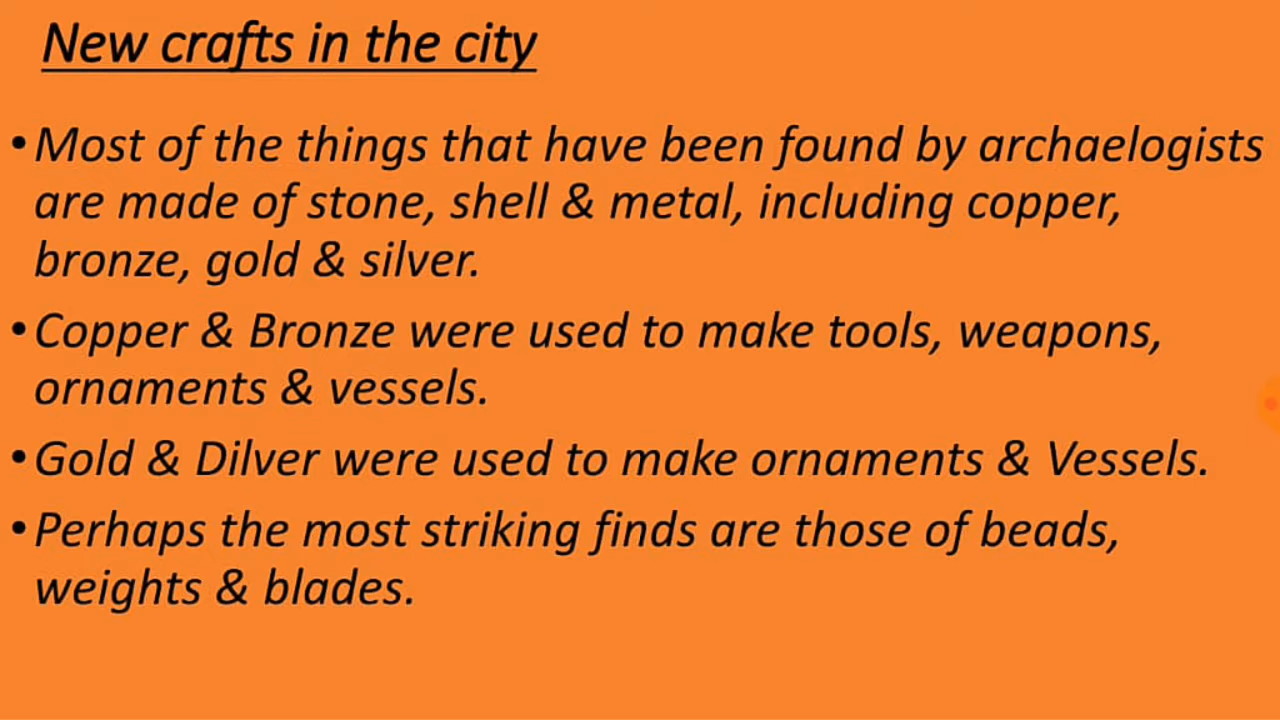 New crafts in the city
•Most of the things that have been found by archaelogists
are made of stone, shell & metal, including copper,
bronze, gold & silver.
•Copper & Bronze were used to make tools, weapons,
ornaments & vessels.
•Gold & Dilver were used to make ornaments & Vessels.
•Perhaps the most striking finds are those of beads,
weights & blades.